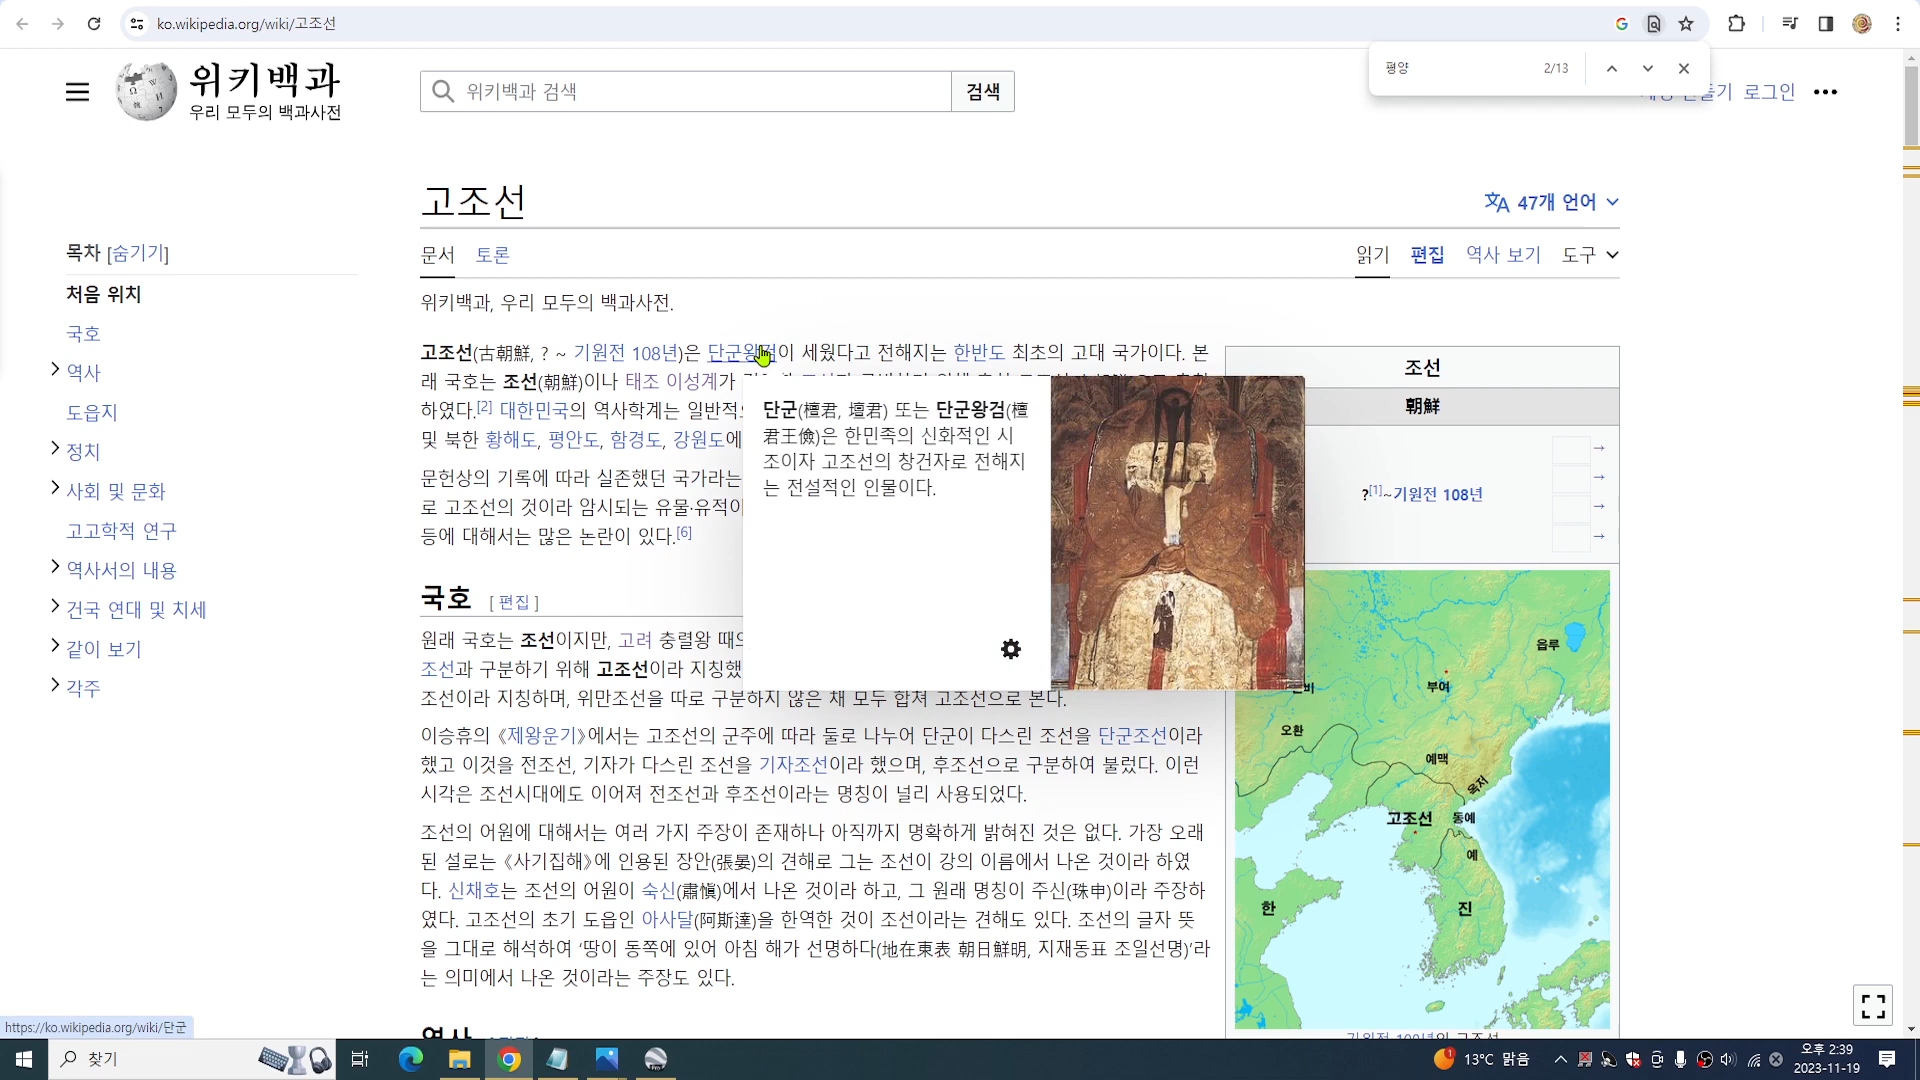 ko.wikipedia.org/wiki/고조선
평양
2/13
위키백과
우리 모두의 백과사전
위키백과 검색
검색
로그인
고조선
47개 언어
문서 토론
읽기 편집 역사 보기 도구
위키백과, 우리 모두의 백과사전.
목차 [숨기기]
처음 위치
국호
역사
도읍지
정치
사회 및 문화
고고학적 연구
역사서의 내용
건국 연대 및 치세
같이 보기
각주
고조선(古朝鮮, ? ~ 기원전 108년)은 단군왕검이 세웠다고 전해지는 한반도 최초의 고대 국가이다. 본
래 국호는 조선(朝鮮)이나 태조 이성계가
하였다.[2] 대한민국의 역사학계는 일반적
및 북한 황해도, 평안도, 함경도, 강원도에
문헌상의 기록에 따라 실존했던 국가라는
로 고조선의 것이라 암시되는 유물·유적이
등에 대해서는 많은 논란이 있다.[6]
단군(檀君, 壇君) 또는 단군왕검(檀
君王儉)은 한민족의 신화적인 시
조이자 고조선의 창건자로 전해지
는 전설적인 인물이다.
국호 [ 편집 ]
원래 국호는 조선이지만, 고려 충렬왕 때
조선과 구분하기 위해 고조선이라 지칭했
조선이라 지칭하며, 위만조선을 따로 구분하지 않은 채 모두 합쳐 고조선으로 본다.
이승휴의 《제왕운기》에서는 고조선의 군주에 따라 둘로 나누어 단군이 다스린 조선을 단군조선이라
했고 이것을 전조선, 기자가 다스린 조선을 기자조선이라 했으며, 후조선으로 구분하여 불렀다. 이런
시각은 조선시대에도 이어져 전조선과 후조선이라는 명칭이 널리 사용되었다.
조선의 어원에 대해서는 여러 가지 주장이 존재하나 아직까지 명확하게 밝혀진 것은 없다. 가장 오래
된 설로는 《사기집해》에 인용된 장안(張晏)의 견해로 그는 조선이 강의 이름에서 나온 것이라 하였
다. 신채호는 조선의 어원이 숙신(肅愼)에서 나온 것이라 하고, 그 원래 명칭이 주신(珠申)이라 주장하
였다. 고조선의 초기 도읍인 아사달(阿斯達)을 한역한 것이 조선이라는 견해도 있다. 조선의 글자 뜻
을 그대로 해석하여 ‘땅이 동쪽에 있어 아침 해가 선명하다(地在東表 朝日鮮明, 지재동표 조일선명)’라
는 의미에서 나온 것이라는 주장도 있다.
조선
朝鮮
?[1]~기원전 108년
→
→
→
→
읍루
부여
오환
예맥
옥저
고조선
동예
예
한
진
https://ko.wikipedia.org/wiki/단군
찾기
1
13°C 맑음
오후 2:39
2023-11-19